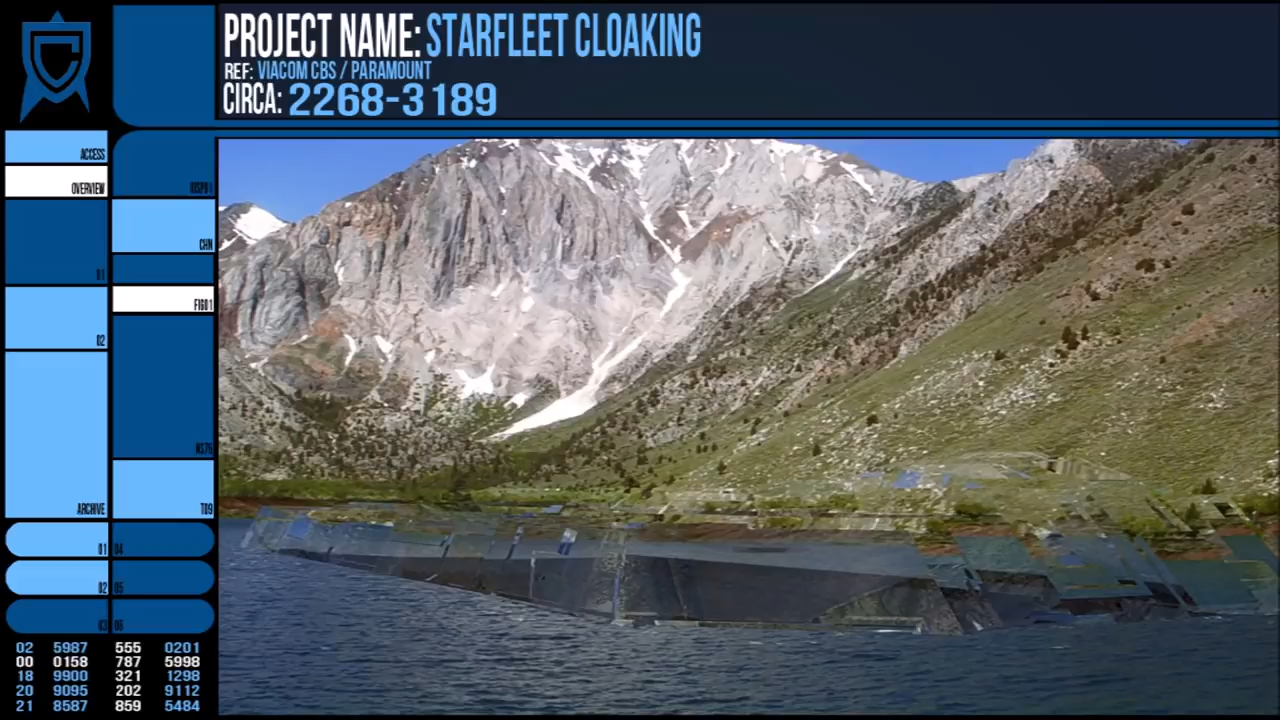 PROJECT NAME: STARFLEET CLOAKING
REF: VIACOM CBS / PARAMOUNT
CIRCA: 2268-3189
ACCESS
OVERVIEW
01
02
ARCHIVE
CHN
FIG01
TD9
01 04
02 05
03 06
02 5987 555 0201
00 0158 787 5998
18 9900 321 1298
20 9095 202 9112
21 8587 859 5484